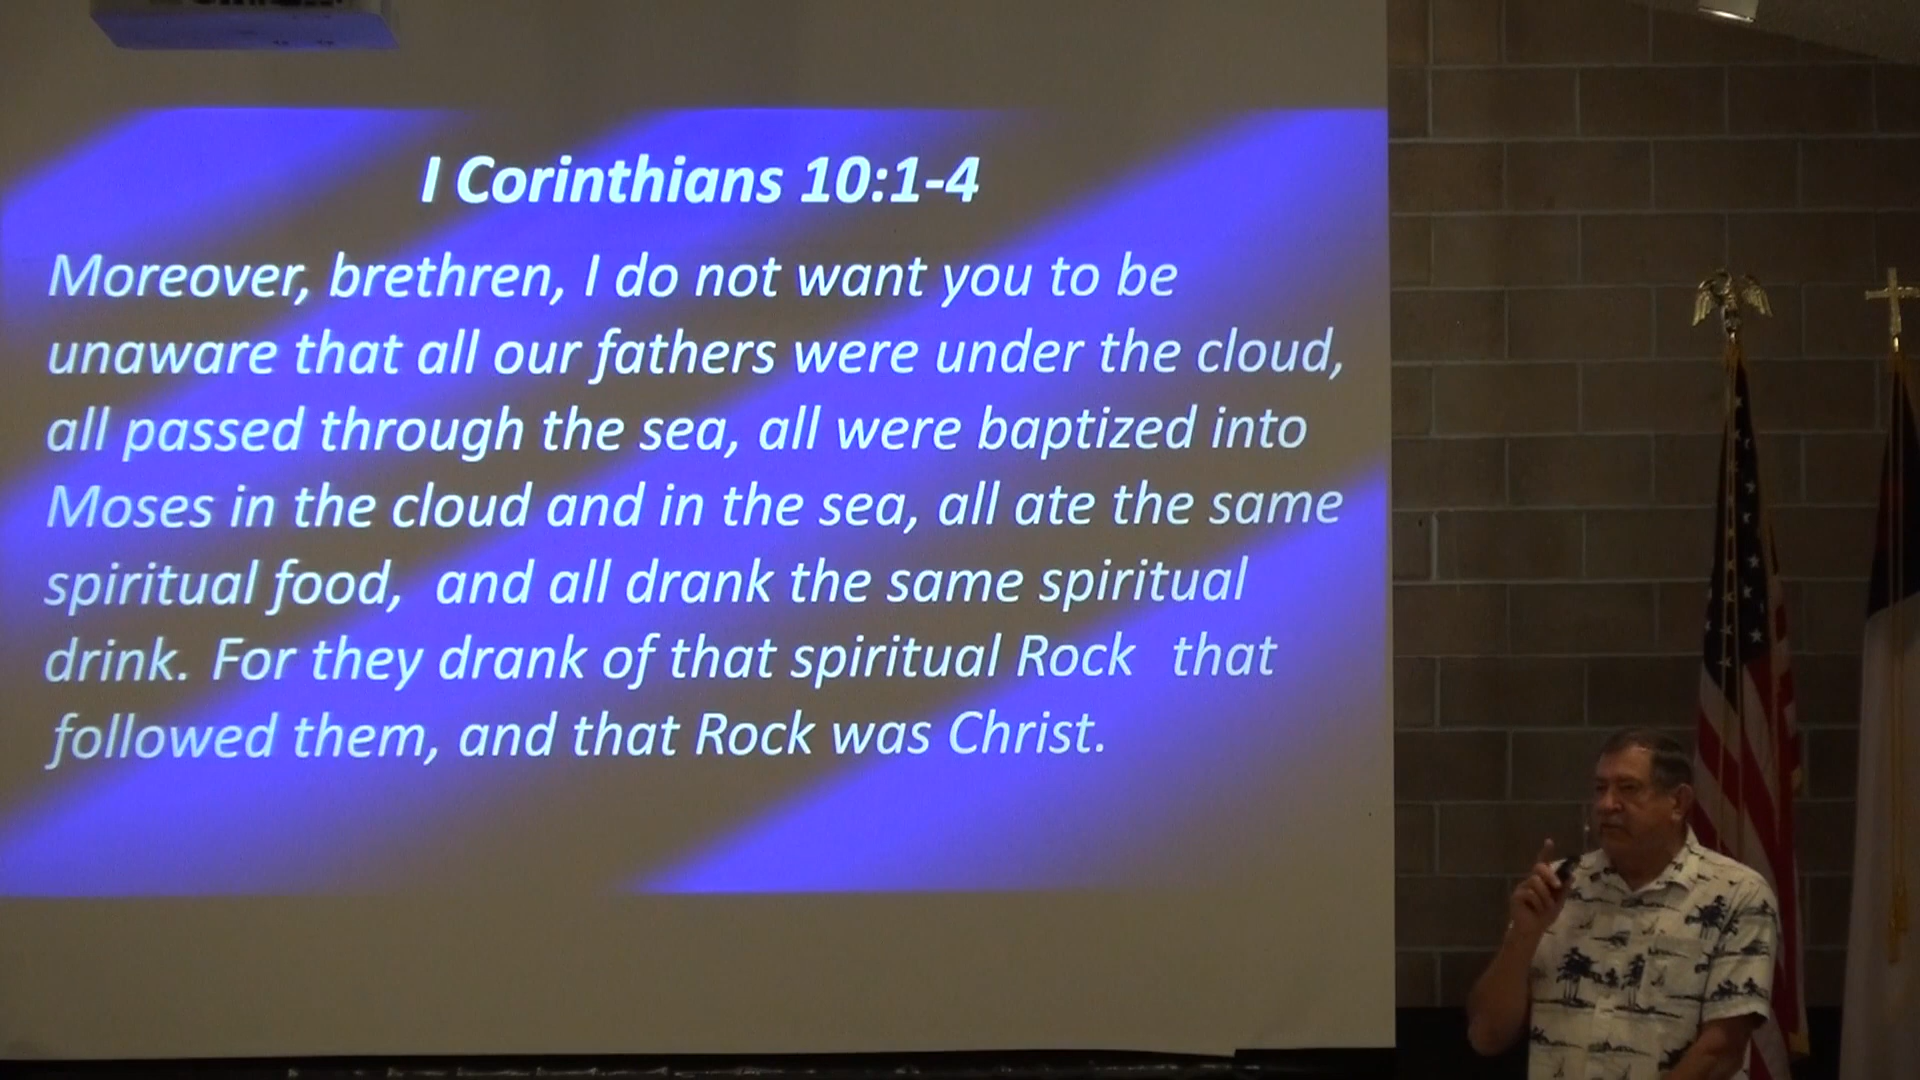 I Corinthians 10:1-4
Moreover, brethren, I do not want you to be
unaware that all our fathers were under the cloud,
all passed through the sea, all were baptized into
Moses in the cloud and in the sea, all ate the same
spiritual food, and all drank the same spiritual
drink. For they drank of that spiritual Rock that
followed them, and that Rock was Christ.